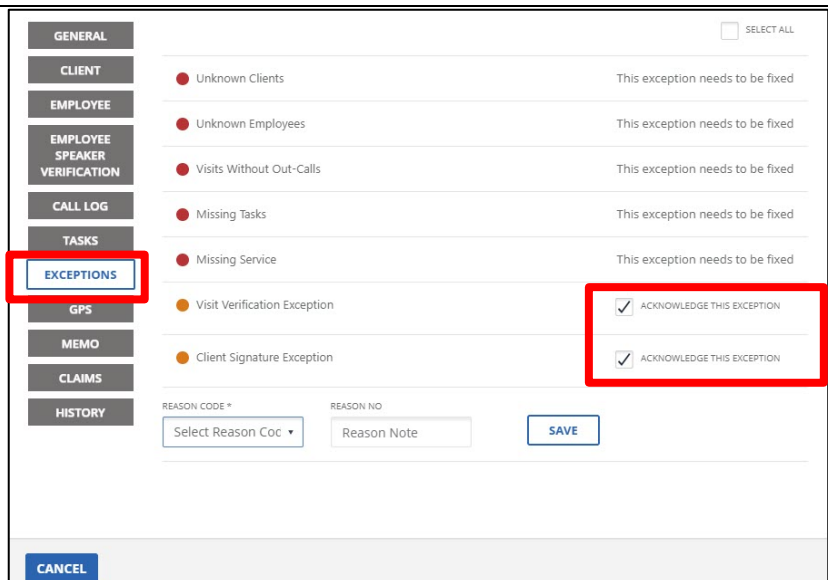 GENERAL
CLIENT
EMPLOYEE
EMPLOYEE
SPEAKER
VERIFICATION
CALL LOG
TASKS
EXCEPTIONS
GPS
MEMO
CLAIMS
HISTORY
SELECT ALL
Unknown Clients This exception needs to be fixed
Unknown Employees This exception needs to be fixed
Visits Without Out-Calls This exception needs to be fixed
Missing Tasks This exception needs to be fixed
Missing Service This exception needs to be fixed
Visit Verification Exception ACKNOWLEDGE THIS EXCEPTION
Client Signature Exception ACKNOWLEDGE THIS EXCEPTION
REASON CODE * REASON NO
Select Reason Coc Reason Note SAVE
CANCEL